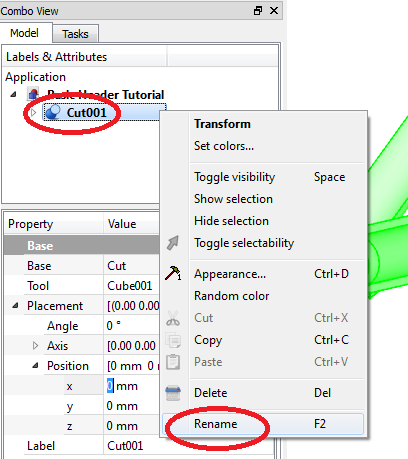 Combo View
Model Tasks
Labels & Attributes
Application
Basic Header Tutorial
Cut001
Transform
Set colors...
Toggle visibility Space
Show selection
Hide selection
Toggle selectability
Appearance... Ctrl+D
Random color
Cut Ctrl+X
Copy Ctrl+C
Paste Ctrl+V
Delete Del
Rename F2
Property Value
Base
Base Cut
Tool Cube001
Placement [(0.00 0.00
Angle 0 °
Axis [0.00 0.00
Position [0 mm 0
x 0 mm
y 0 mm
z 0 mm
Label Cut001